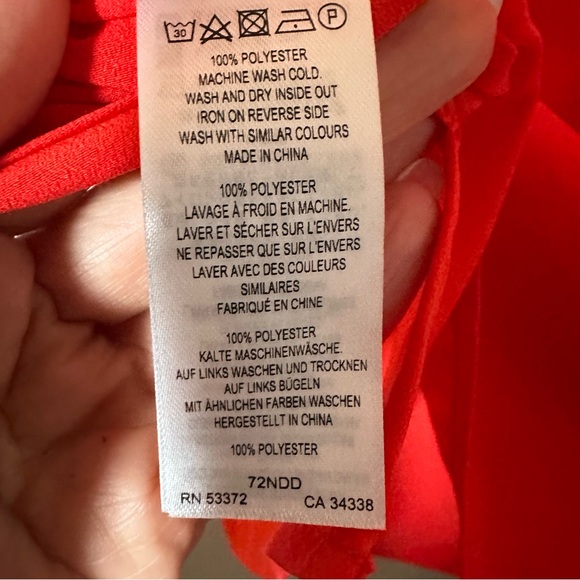 30 P
100% POLYESTER
MACHINE WASH COLD.
WASH AND DRY INSIDE OUT
IRON ON REVERSE SIDE
WASH WITH SIMILAR COLOURS
MADE IN CHINA
100% POLYESTER
LAVAGE À FROID EN MACHINE.
LAVER ET SÉCHER SUR L'ENVERS
NE REPASSER QUE SUR L'ENVERS
LAVER AVEC DES COULEURS
SIMILAIRES
FABRIQUÉ EN CHINE
100% POLYESTER
KALTE MASCHINENWÄSCHE.
AUF LINKS WASCHEN UND TROCKNEN
AUF LINKS BÜGELN
MIT ÄHNLICHEN FARBEN WASCHEN
HERGESTELLT IN CHINA
100% POLYESTER
72NDD
RN 53372 CA 34338